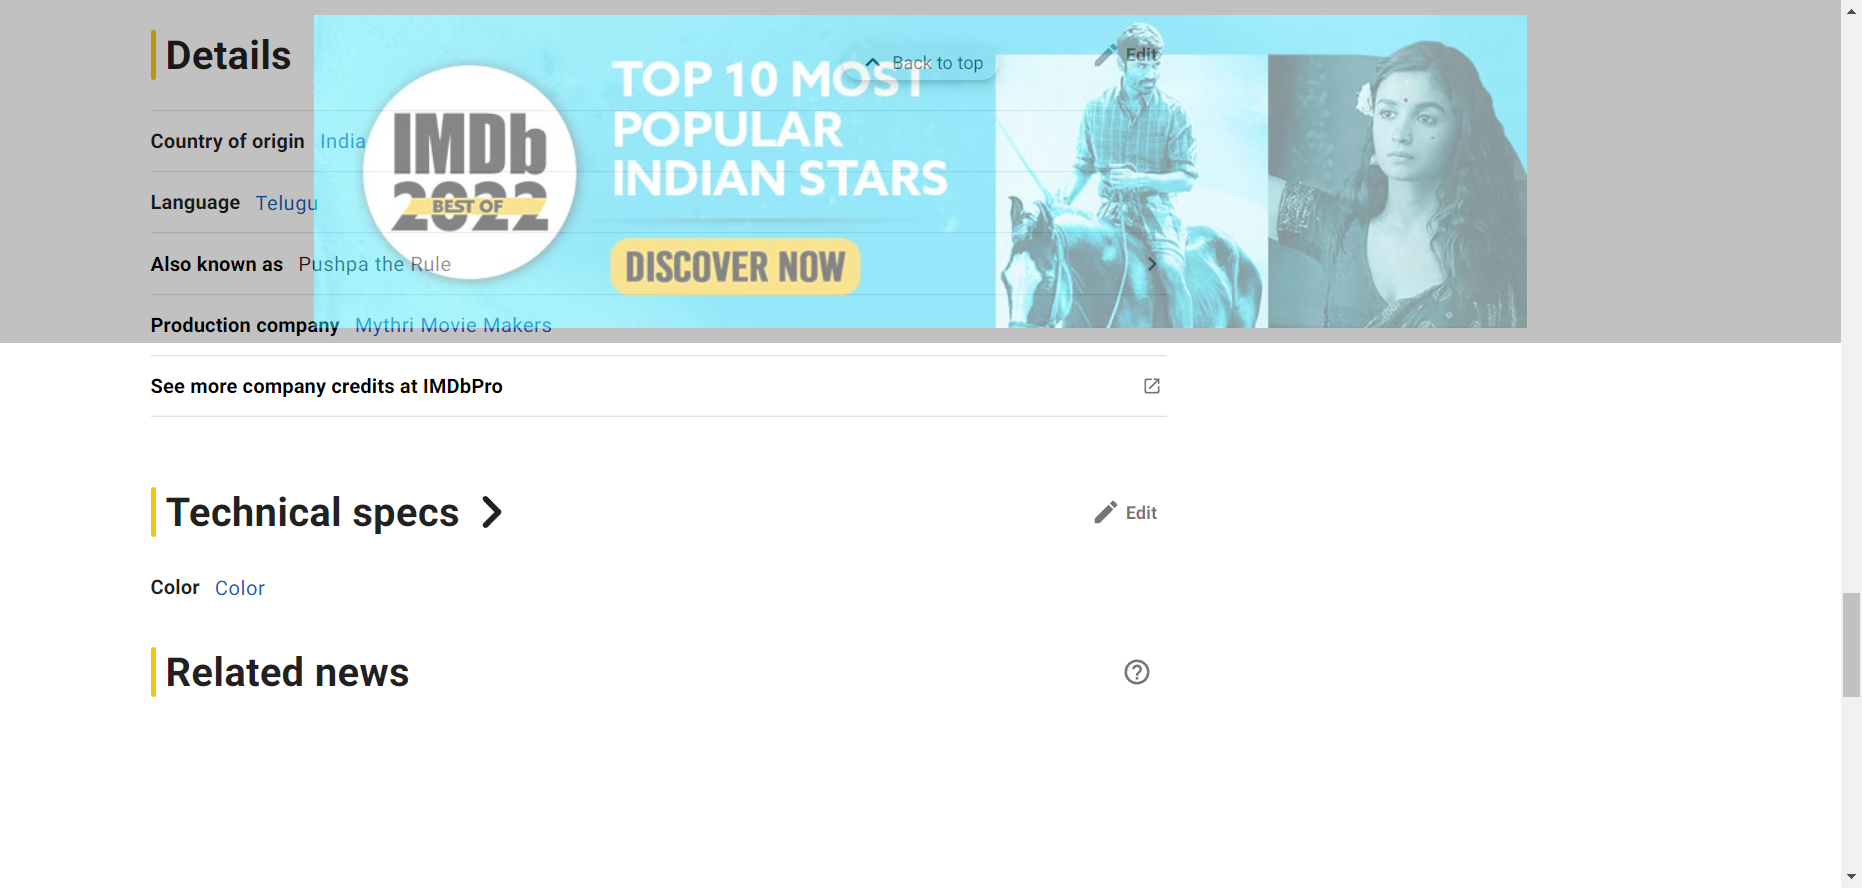 Details
Edit
Back to top
TOP 10 MOST
POPULAR
INDIAN STARS
IMDb
2022
BEST OF
DISCOVER NOW
Country of origin India
Language Telugu
Also known as Pushpa the Rule
Production company Mythri Movie Makers
See more company credits at IMDbPro
Technical specs
Edit
Color Color
Related news